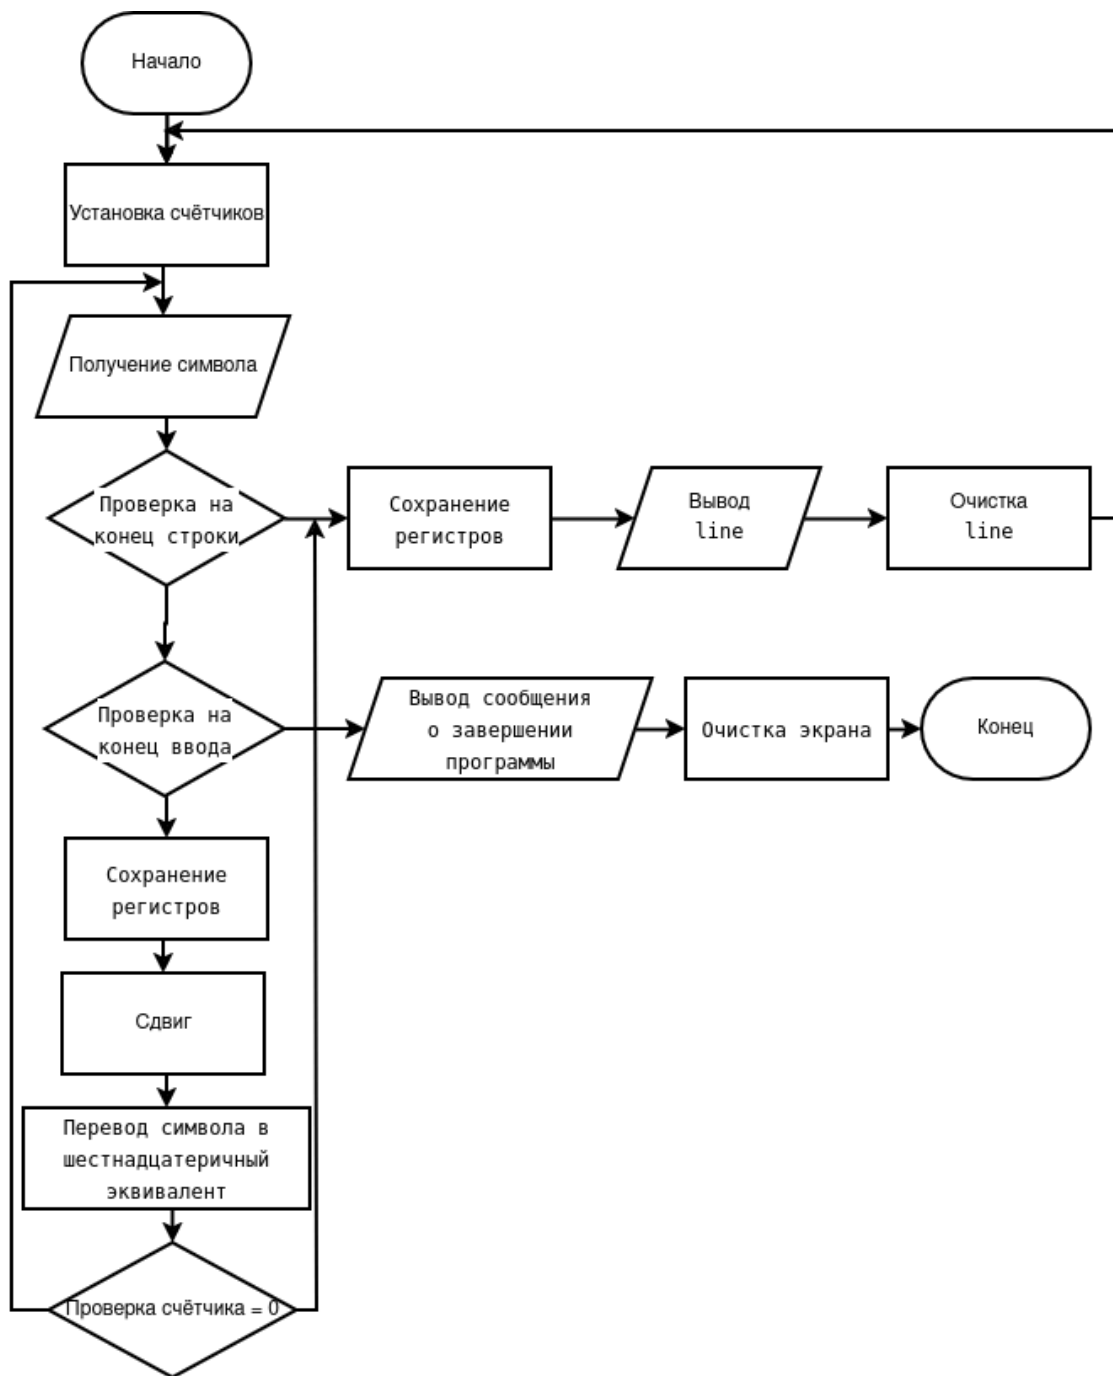 Начало
Установка счётчиков
Получение символа
Проверка на
конец строки
Сохранение
регистров
Вывод
line
Очистка
line
Проверка на
конец ввода
Вывод сообщения
о завершении
программы
Очистка экрана
Конец
Сохранение
регистров
Сдвиг
Перевод символа в
шестнадцатеричный
эквивалент
Проверка счётчика = 0